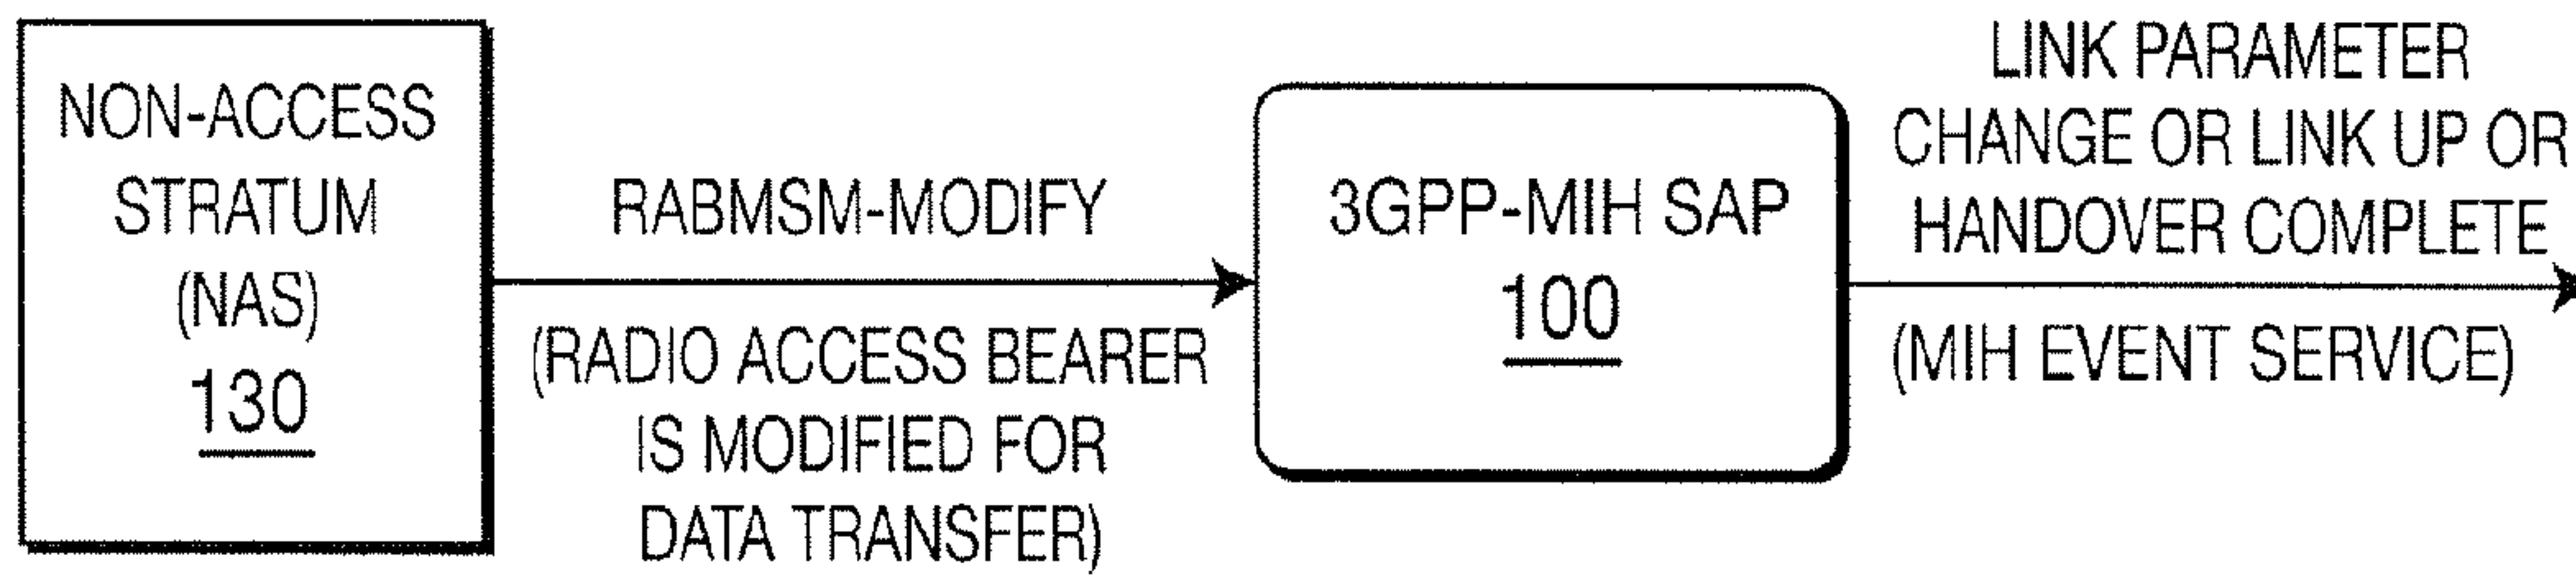 NON-ACCESS
STRATUM
(NAS)
130
RABMSM-MODIFY
(RADIO ACCESS BEARER
IS MODIFIED FOR
DATA TRANSFER)
3GPP-MIH SAP
100
LINK PARAMETER
CHANGE OR LINK UP OR
HANDOVER COMPLETE
(MIH EVENT SERVICE)